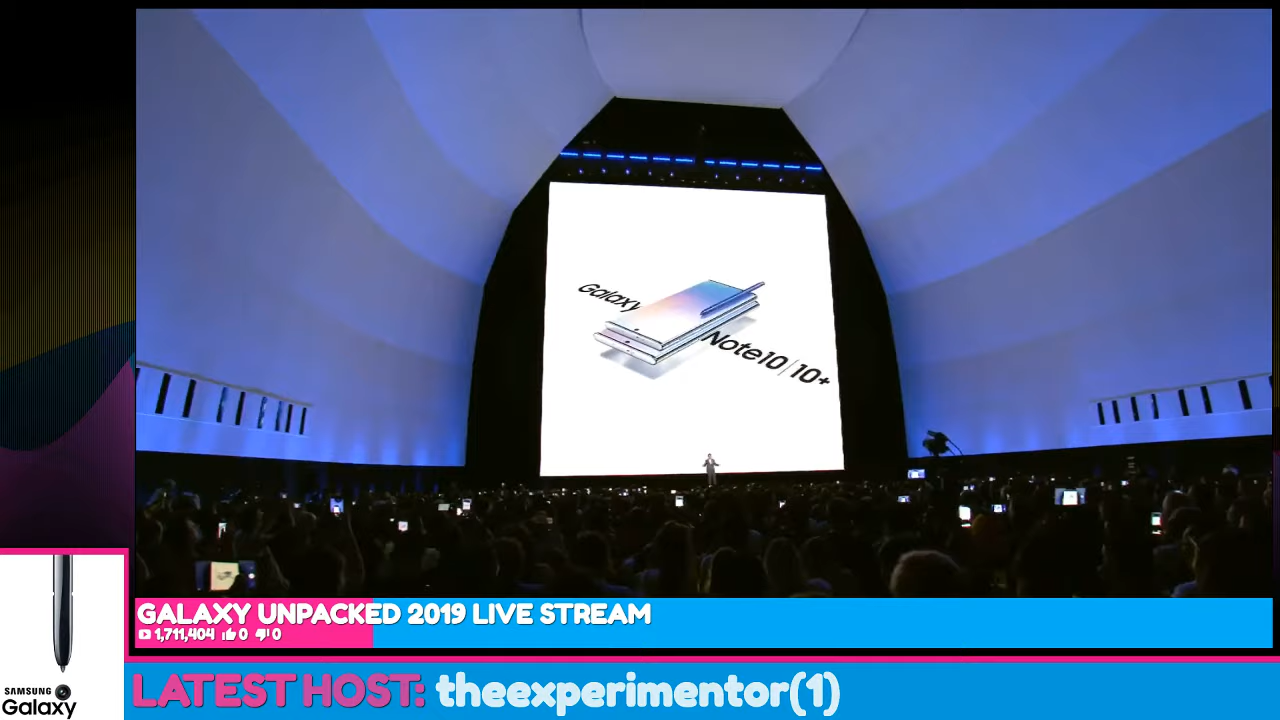 Galaxy
Note10/10+
GALAXY UNPACKED 2019 LIVE STREAM
1,711,404 0 0
SAMSUNG
Galaxy
LATEST HOST: theexperimentor(1)